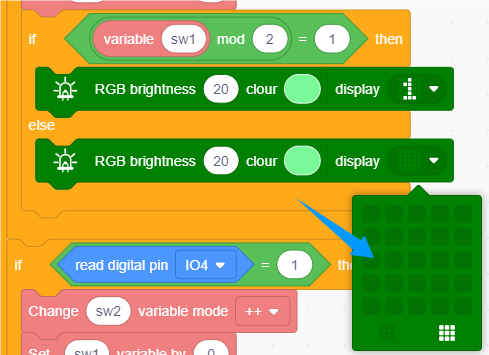 if variable sw1 mod 2 = 1 then
RGB brightness 20 clour display
else
RGB brightness 20 clour display
if read digital pin IO4 = 1
Change sw2 variable mode ++
Set sw1 variable by 0